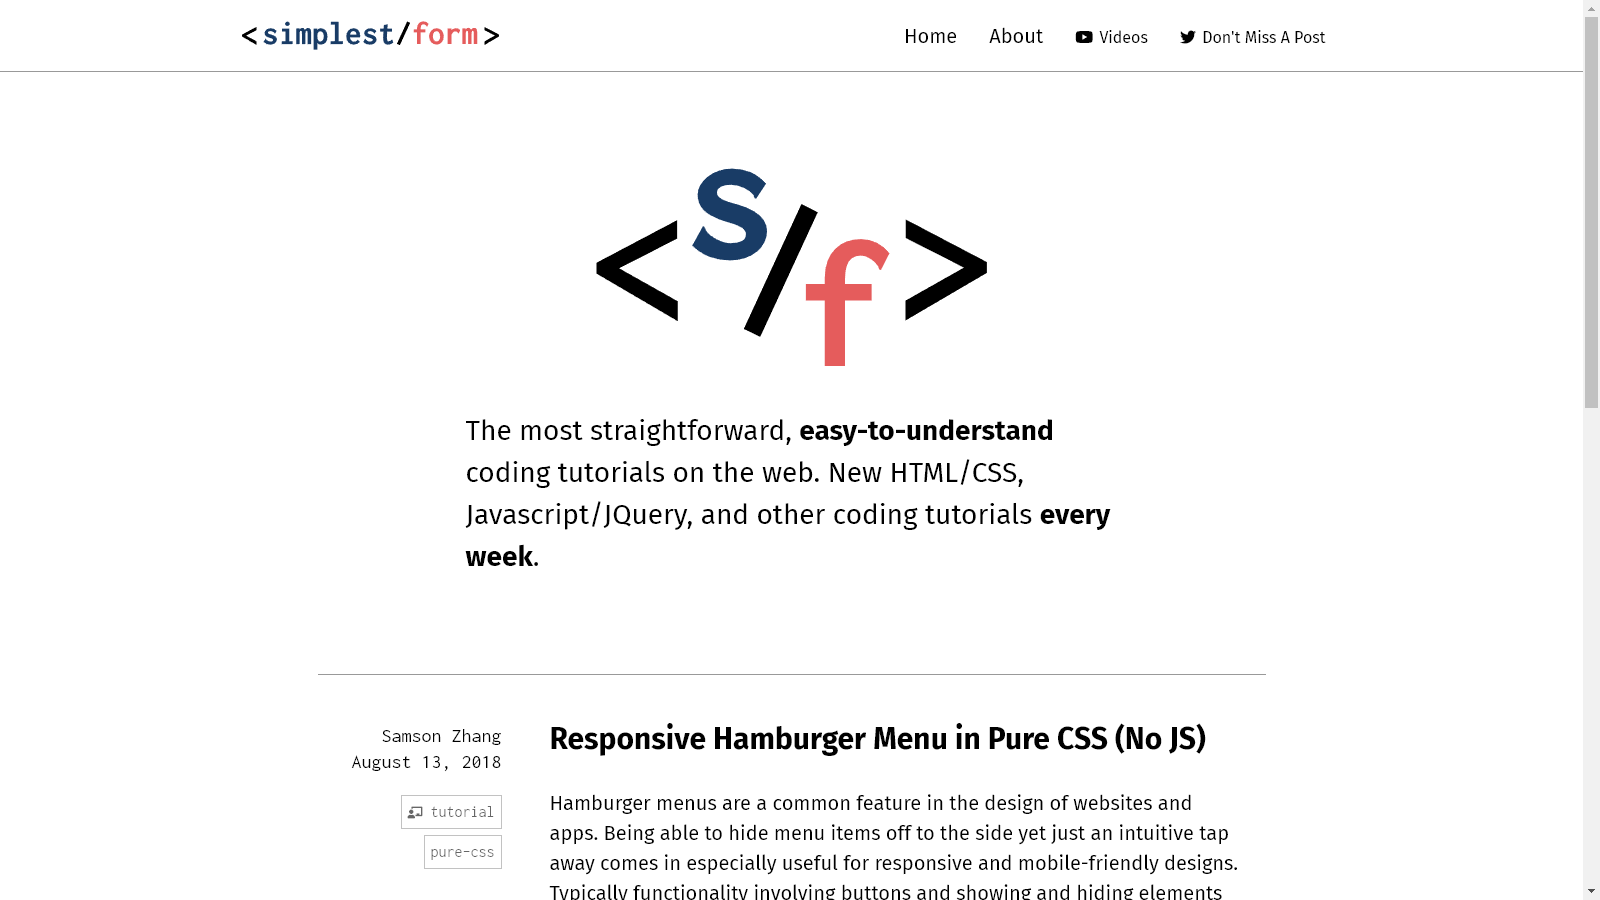 <simplest/form>
Home About Videos Don't Miss A Post
<s/f>
The most straightforward, easy-to-understand
coding tutorials on the web. New HTML/CSS,
Javascript/JQuery, and other coding tutorials every
week.
Samson Zhang
August 13, 2018
tutorial
pure-css
Responsive Hamburger Menu in Pure CSS (No JS)
Hamburger menus are a common feature in the design of websites and
apps. Being able to hide menu items off to the side yet just an intuitive tap
away comes in especially useful for responsive and mobile-friendly designs.
Typically functionality involving buttons and showing and hiding elements